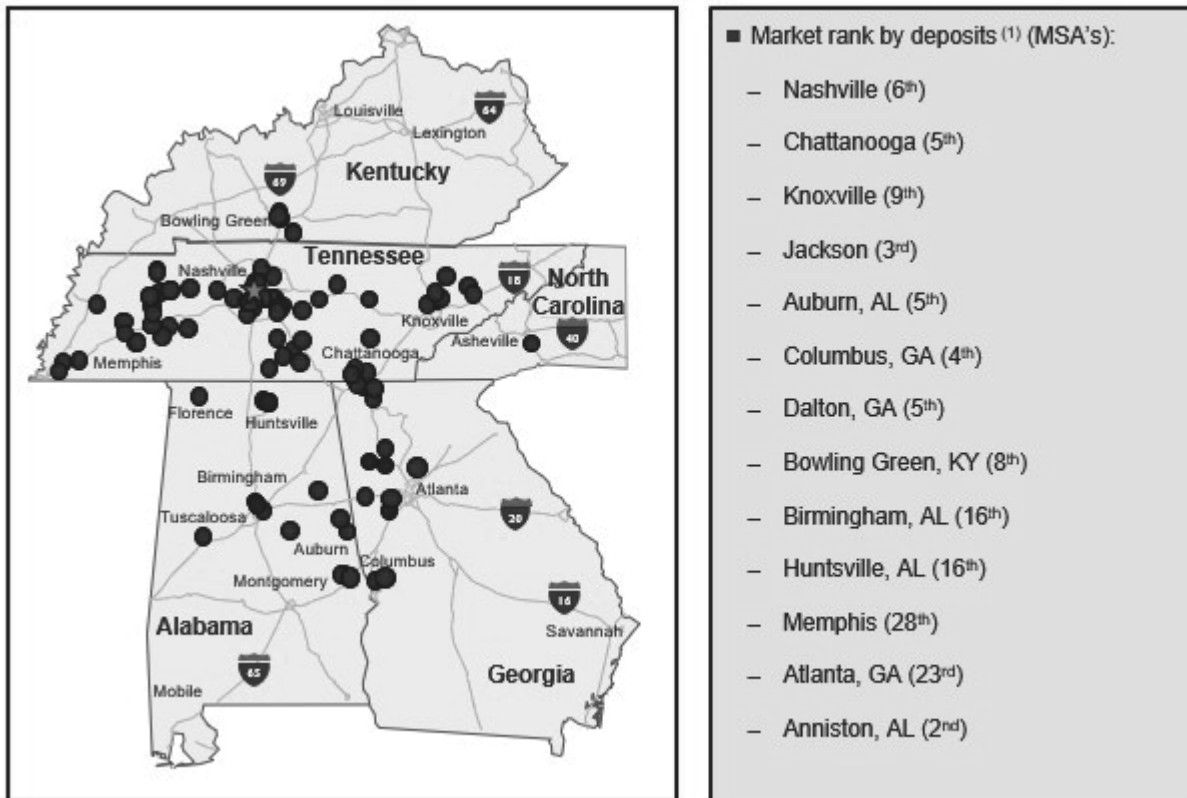 Louisville
64
Lexington
Kentucky
69
Bowling Green
Tennessee
Nashville
18
North
Carolina
Knoxville
40
Asheville
Memphis
Chattanooga
Florence
Huntsville
Birmingham
Atlanta
Tuscaloosa
20
Auburn
Columbus
Montgomery
16
Alabama
Savannah
65
Georgia
Mobile
■ Market rank by deposits (1) (MSA's):
– Nashville (6th)
– Chattanooga (5th)
– Knoxville (9th)
– Jackson (3rd)
– Auburn, AL (5th)
– Columbus, GA (4th)
– Dalton, GA (5th)
– Bowling Green, KY (8th)
– Birmingham, AL (16th)
– Huntsville, AL (16th)
– Memphis (28th)
– Atlanta, GA (23rd)
– Anniston, AL (2nd)